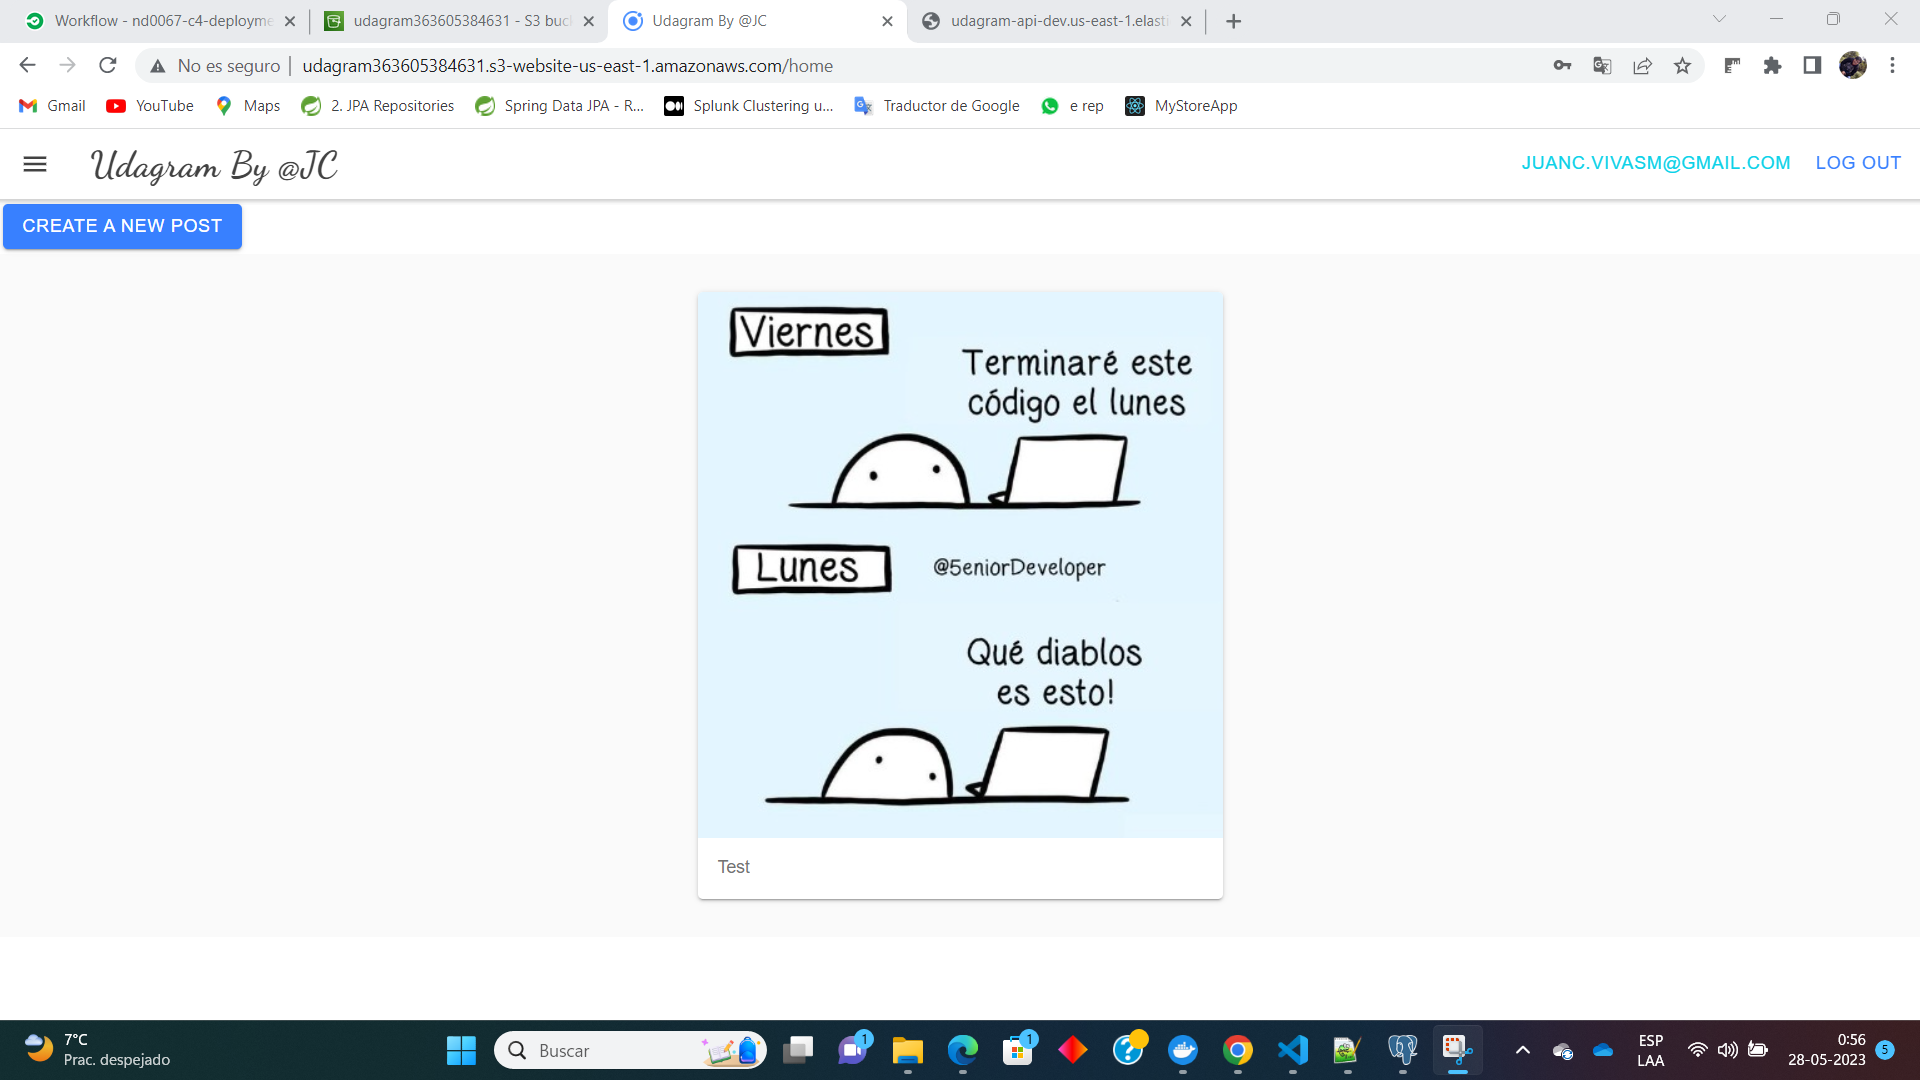 Workflow - nd0067-c4-deployme
udagram363605384631 - S3 buc
Udagram By @JC
udagram-api-dev.us-east-1.elasti
No es seguro
udagram363605384631.s3-website-us-east-1.amazonaws.com/home
Gmail
YouTube
Maps
2. JPA Repositories
Spring Data JPA - R...
Splunk Clustering u...
Traductor de Google
e rep
MyStoreApp
Udagram By @JC
JUANC.VIVASM@GMAIL.COM
LOG OUT
CREATE A NEW POST
Viernes
Terminaré este
código el lunes
Lunes
@5eniorDeveloper
Qué diablos
es esto!
Test
7°C
Prac. despejado
Buscar
1
1
ESP
LAA
0:56
28-05-2023
5